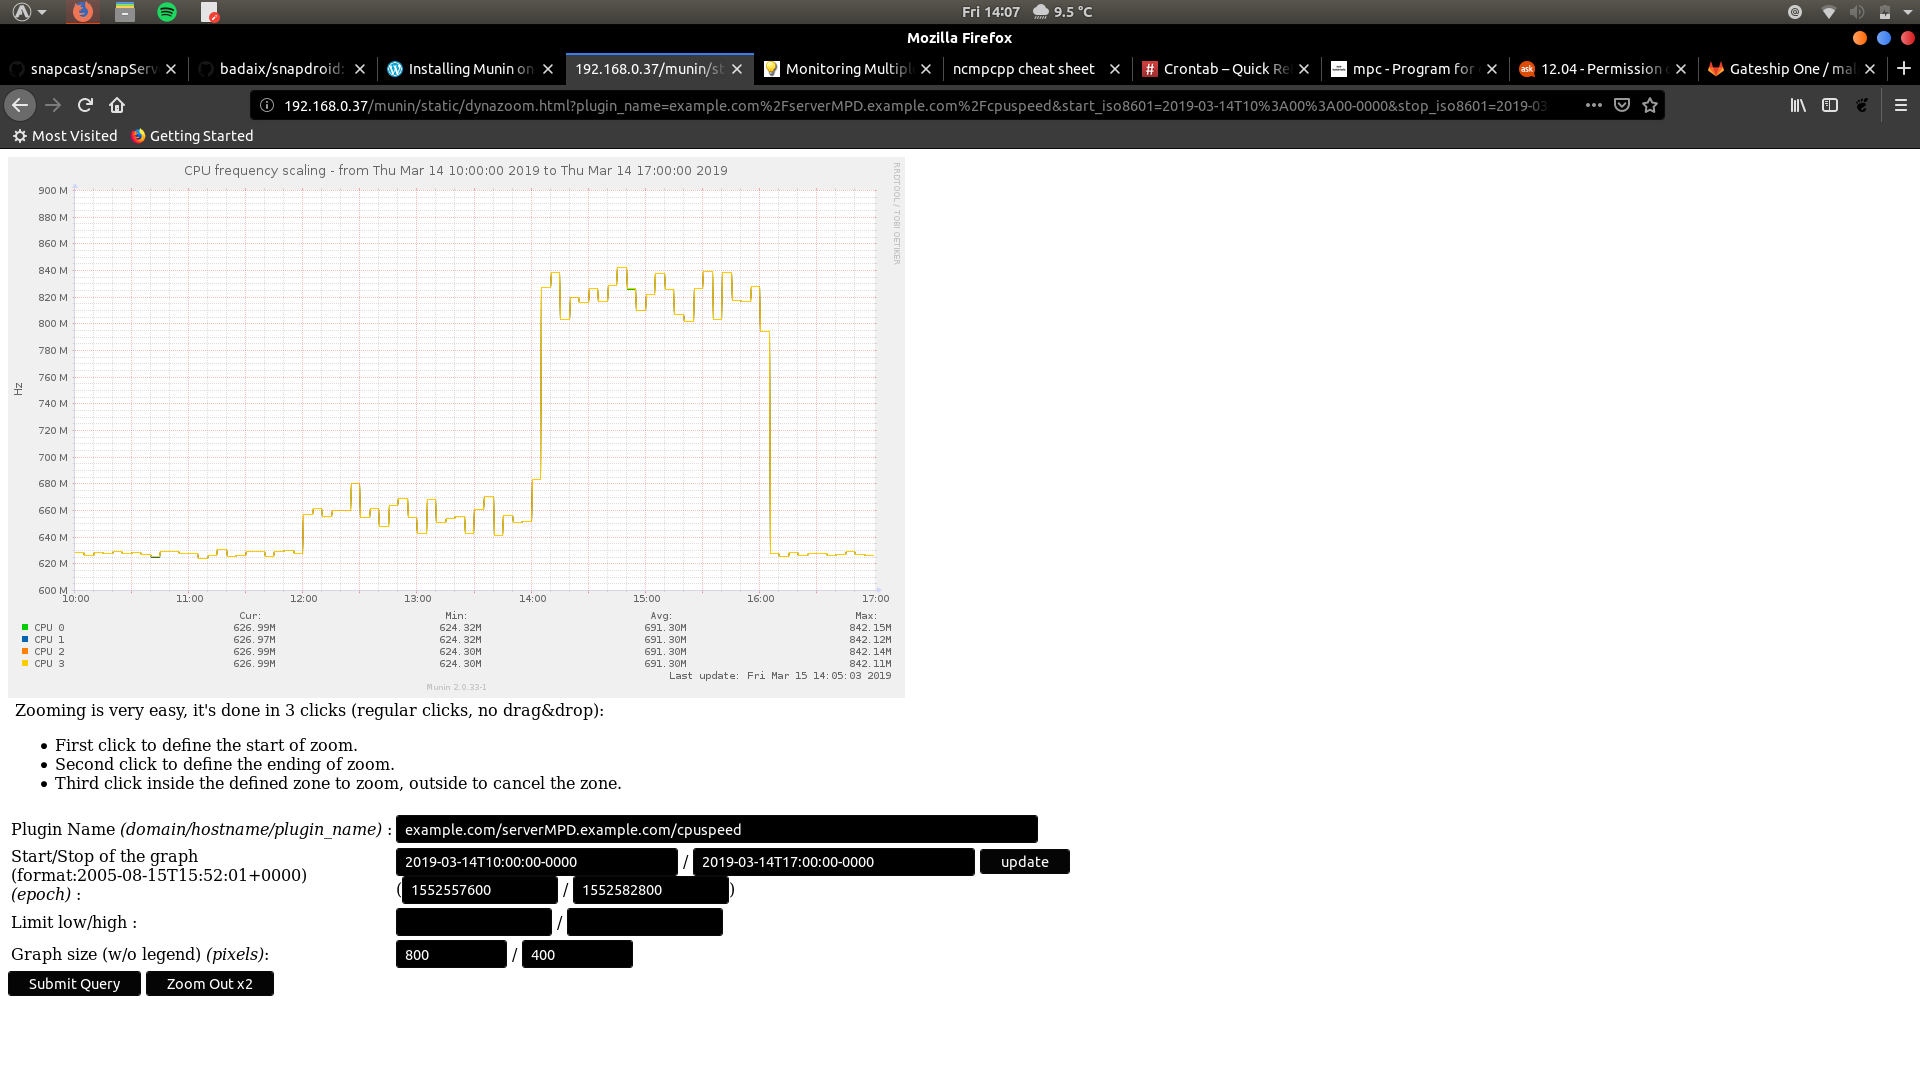 Fri 14:07 9.5 °C
Mozilla Firefox
snapcast/snapServ badaix/snapdroid: Installing Munin on 192.168.0.37/munin/st Monitoring Multipl ncmpcpp cheat sheet Crontab – Quick Re mpc - Program for 12.04 - Permission Gateship One / mal
192.168.0.37/munin/static/dynazoom.html?plugin_name=example.com%2FserverMPD.example.com%2Fcpuspeed&start_iso8601=2019-03-14T10%3A00%3A00-0000&stop_iso8601=2019-03
Most Visited Getting Started
CPU frequency scaling - from Thu Mar 14 10:00:00 2019 to Thu Mar 14 17:00:00 2019
RRDTOOL / TOBI OETIKER
900 M
880 M
860 M
840 M
820 M
800 M
780 M
760 M
740 M
720 M
700 M
680 M
660 M
640 M
620 M
600 M
Hz
10:00 11:00 12:00 13:00 14:00 15:00 16:00 17:00
Cur: Min: Avg: Max:
CPU 0 626.99M 624.32M 691.30M 842.15M
CPU 1 626.97M 624.32M 691.30M 842.12M
CPU 2 626.99M 624.30M 691.30M 842.14M
CPU 3 626.99M 624.30M 691.30M 842.11M
Last update: Fri Mar 15 14:05:03 2019
Munin 2.0.33-1
Zooming is very easy, it's done in 3 clicks (regular clicks, no drag&drop):
• First click to define the start of zoom.
• Second click to define the ending of zoom.
• Third click inside the defined zone to zoom, outside to cancel the zone.
Plugin Name (domain/hostname/plugin_name) : example.com/serverMPD.example.com/cpuspeed
Start/Stop of the graph
(format:2005-08-15T15:52:01+0000)
(epoch) :
2019-03-14T10:00:00-0000 / 2019-03-14T17:00:00-0000 update
(1552557600 / 1552582800)
Limit low/high : /
Graph size (w/o legend) (pixels): 800 / 400
Submit Query Zoom Out x2